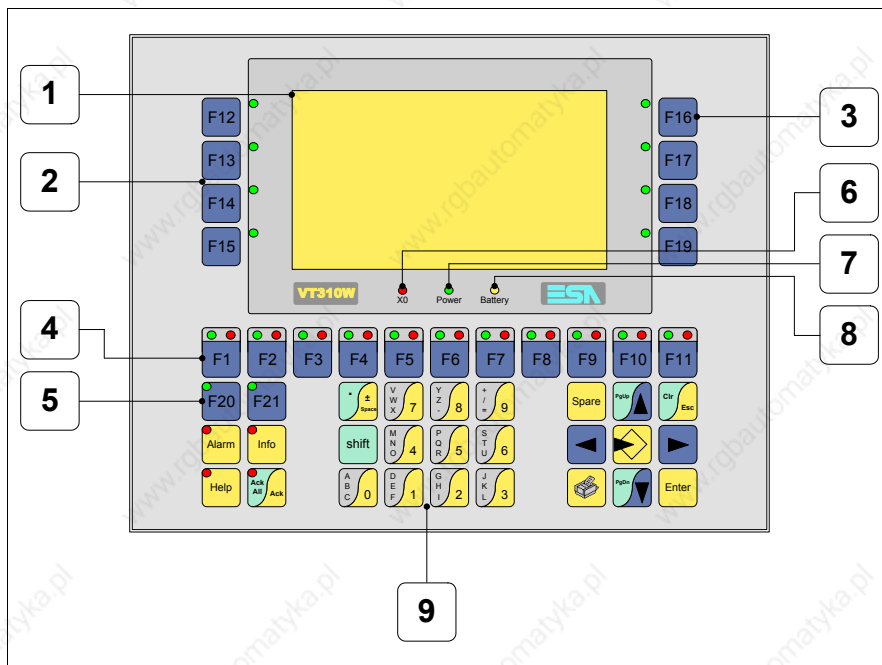 1
F12
F16
3
F13
F17
2
6
F14
F18
F15
F19
7
VT310W
X0
Power
Battery
ESA
4
8
F1
F2
F3
F4
F5
F6
F7
F8
F9
F10
F11
5
F20
F21
.
±
Space
V
W
X
7
Y
Z
-
8
+
/
=
9
Spare
PgUp
Clr
Esc
Alarm
Info
shift
M
N
O
4
P
Q
R
5
S
T
U
6
Help
Ack
All
Ack
A
B
C
0
D
E
F
1
G
H
I
2
J
K
L
3
PgDn
Enter
9
www.rgbautomatyka.pl